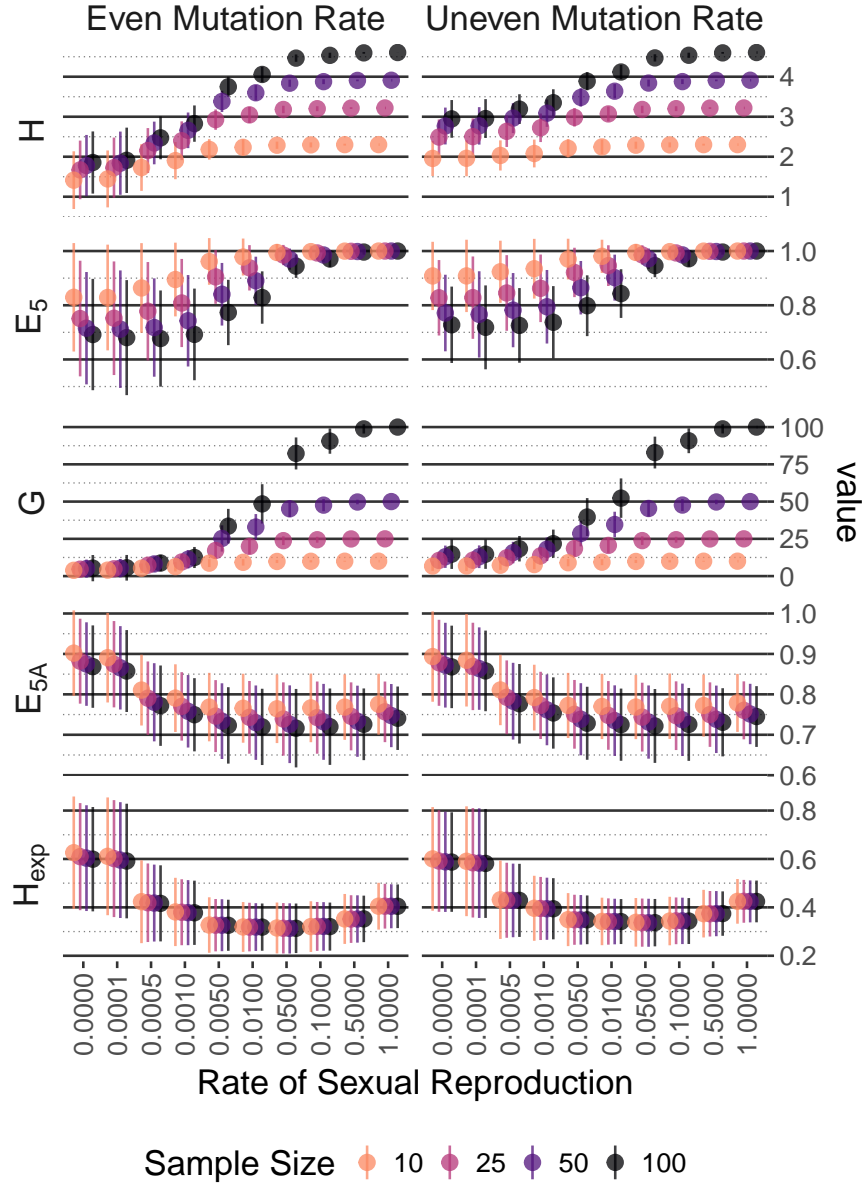 Even Mutation Rate
Uneven Mutation Rate
H
4
3
2
1
E5
1.0
0.8
0.6
G
100
75
50
25
0
value
E5A
1.0
0.9
0.8
0.7
0.6
Hexp
0.8
0.6
0.4
0.2
0.0000 0.0001 0.0005 0.0010 0.0050 0.0100 0.0500 0.1000 0.5000 1.0000
0.0000 0.0001 0.0005 0.0010 0.0050 0.0100 0.0500 0.1000 0.5000 1.0000
Rate of Sexual Reproduction
Sample Size 10 25 50 100